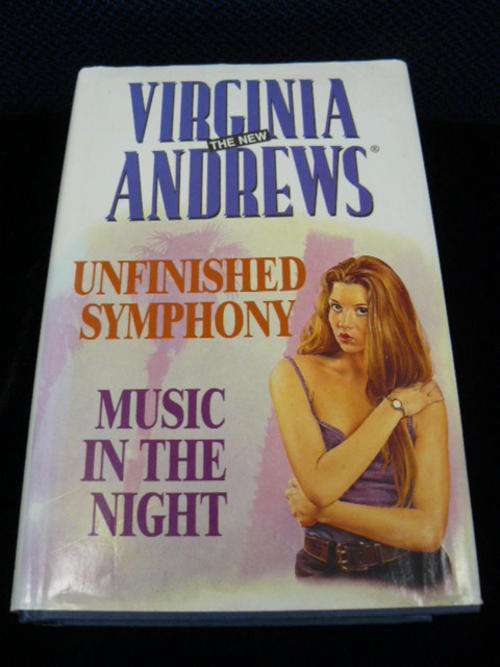 VIRGINIA
THE NEW
ANDREWS®
UNFINISHED
SYMPHONY
MUSIC
IN THE
NIGHT